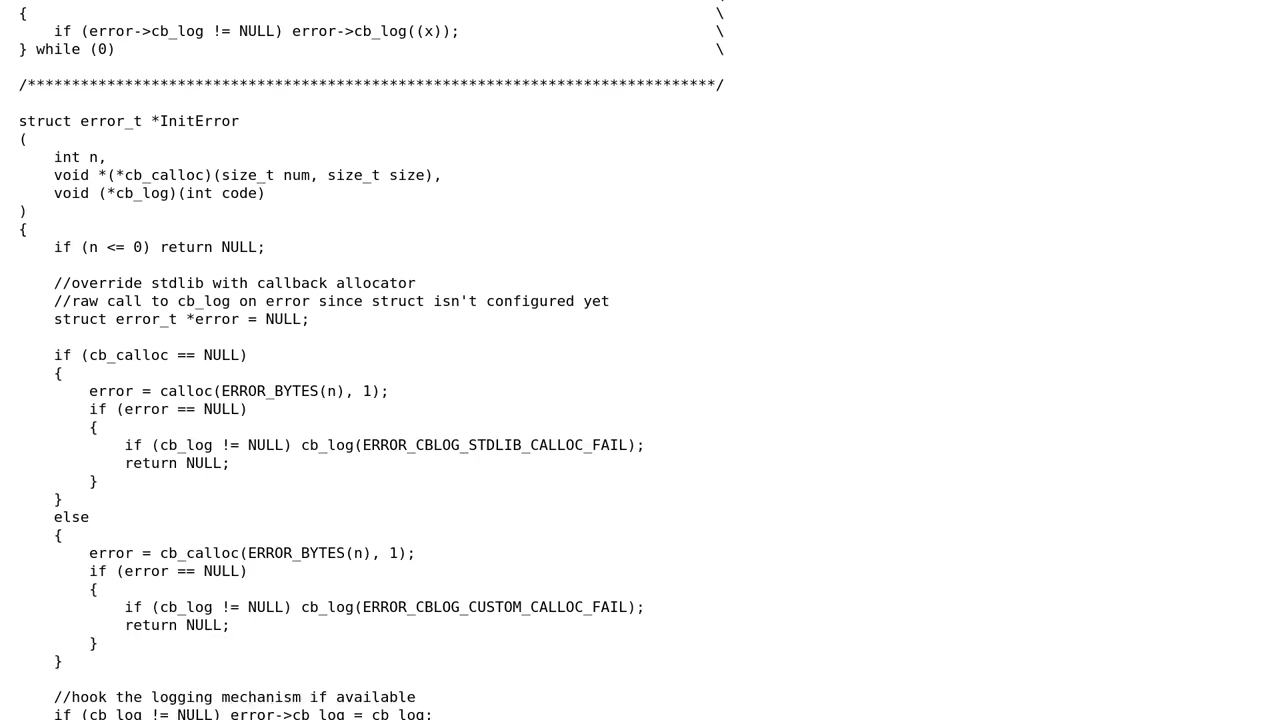 {                                                                              \
    if (error->cb_log != NULL) error->cb_log((x));                             \
} while (0)                                                                    \
/******************************************************************************/
struct error_t *InitError
(
    int n,
    void *(*cb_calloc)(size_t num, size_t size),
    void (*cb_log)(int code)
)
{
    if (n <= 0) return NULL;
    //override stdlib with callback allocator
    //raw call to cb_log on error since struct isn't configured yet
    struct error_t *error = NULL;
    if (cb_calloc == NULL)
    {
        error = calloc(ERROR_BYTES(n), 1);
        if (error == NULL)
        {
            if (cb_log != NULL) cb_log(ERROR_CBLOG_STDLIB_CALLOC_FAIL);
            return NULL;
        }
    }
    else
    {
        error = cb_calloc(ERROR_BYTES(n), 1);
        if (error == NULL)
        {
            if (cb_log != NULL) cb_log(ERROR_CBLOG_CUSTOM_CALLOC_FAIL);
            return NULL;
        }
    }
    //hook the logging mechanism if available
    if (cb_log != NULL) error->cb_log = cb_log;